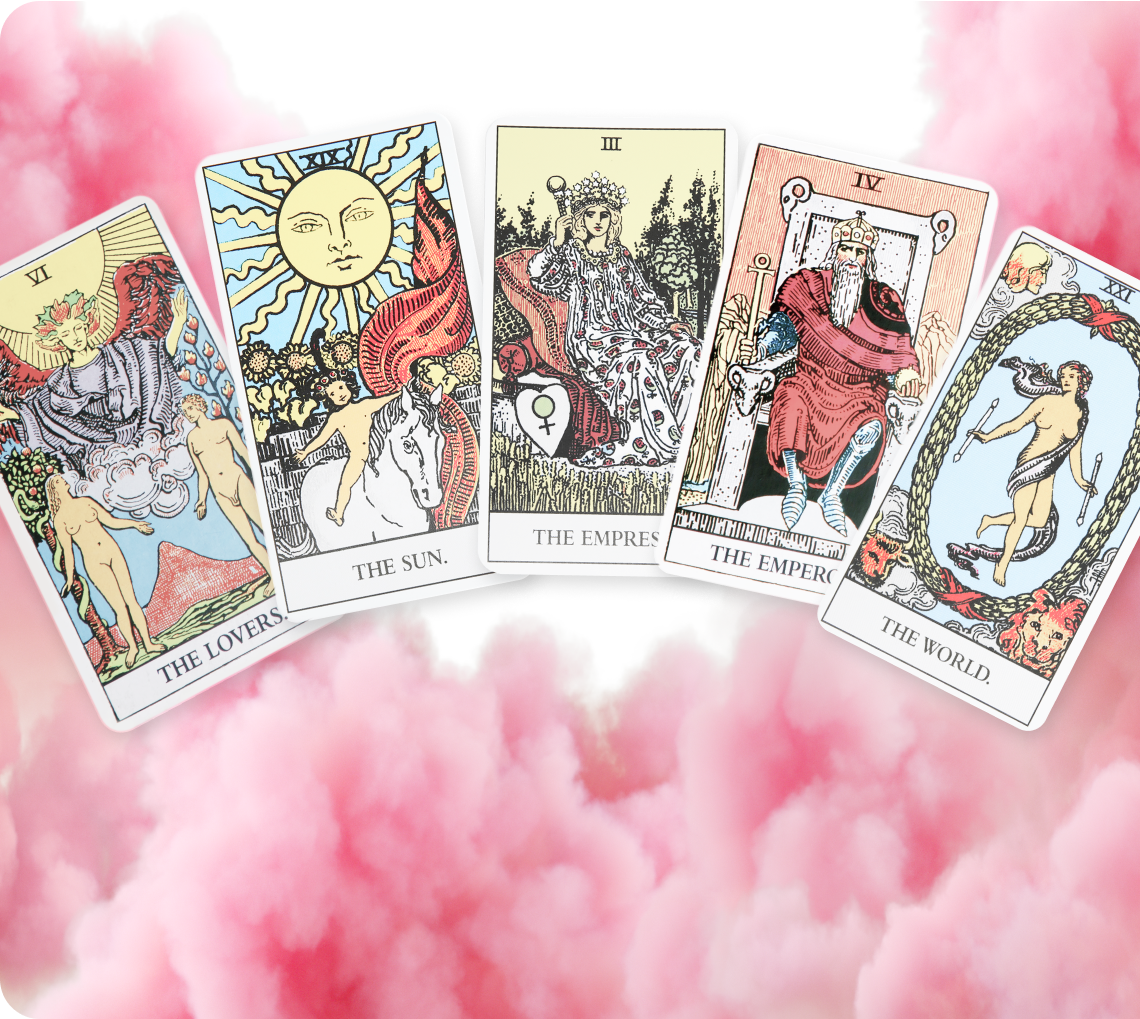 VI
THE LOVERS.
XIX
THE SUN.
III
THE EMPRES
IV
THE EMPERO
XXI
THE WORLD.